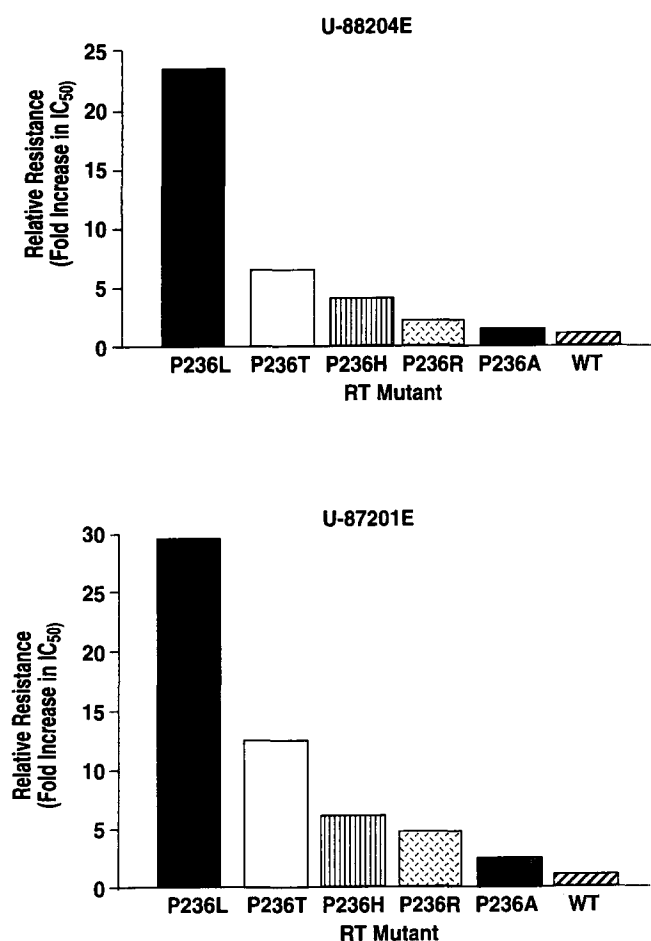 U-88204E
Relative Resistance
(Fold Increase in IC50)
25
20
15
10
5
0
P236L P236T P236H P236R P236A WT
RT Mutant
U-87201E
Relative Resistance
(Fold Increase in IC50)
30
25
20
15
10
5
0
P236L P236T P236H P236R P236A WT
RT Mutant